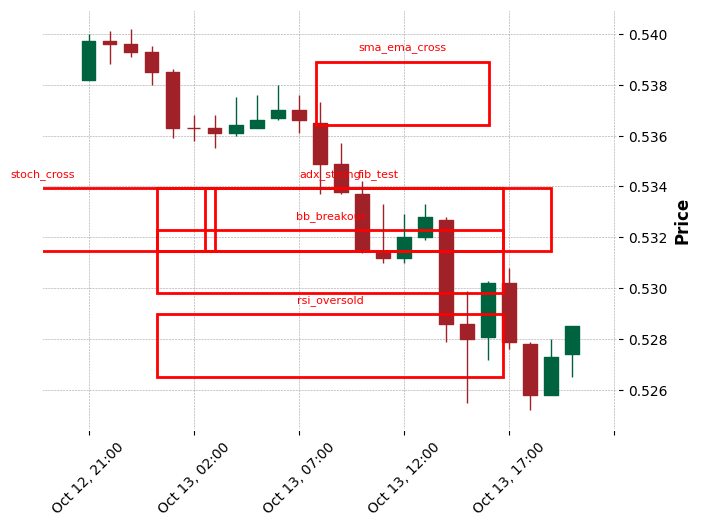 0.540
sma_ema_cross
0.538
0.536
stoch_cross
fib_test
0.534
0.532
0.530
rsi_oversold
0.528
0.526
Price
Oct 12, 21:00
Oct 13, 02:00
Oct 13, 07:00
Oct 13, 12:00
Oct 13, 17:00